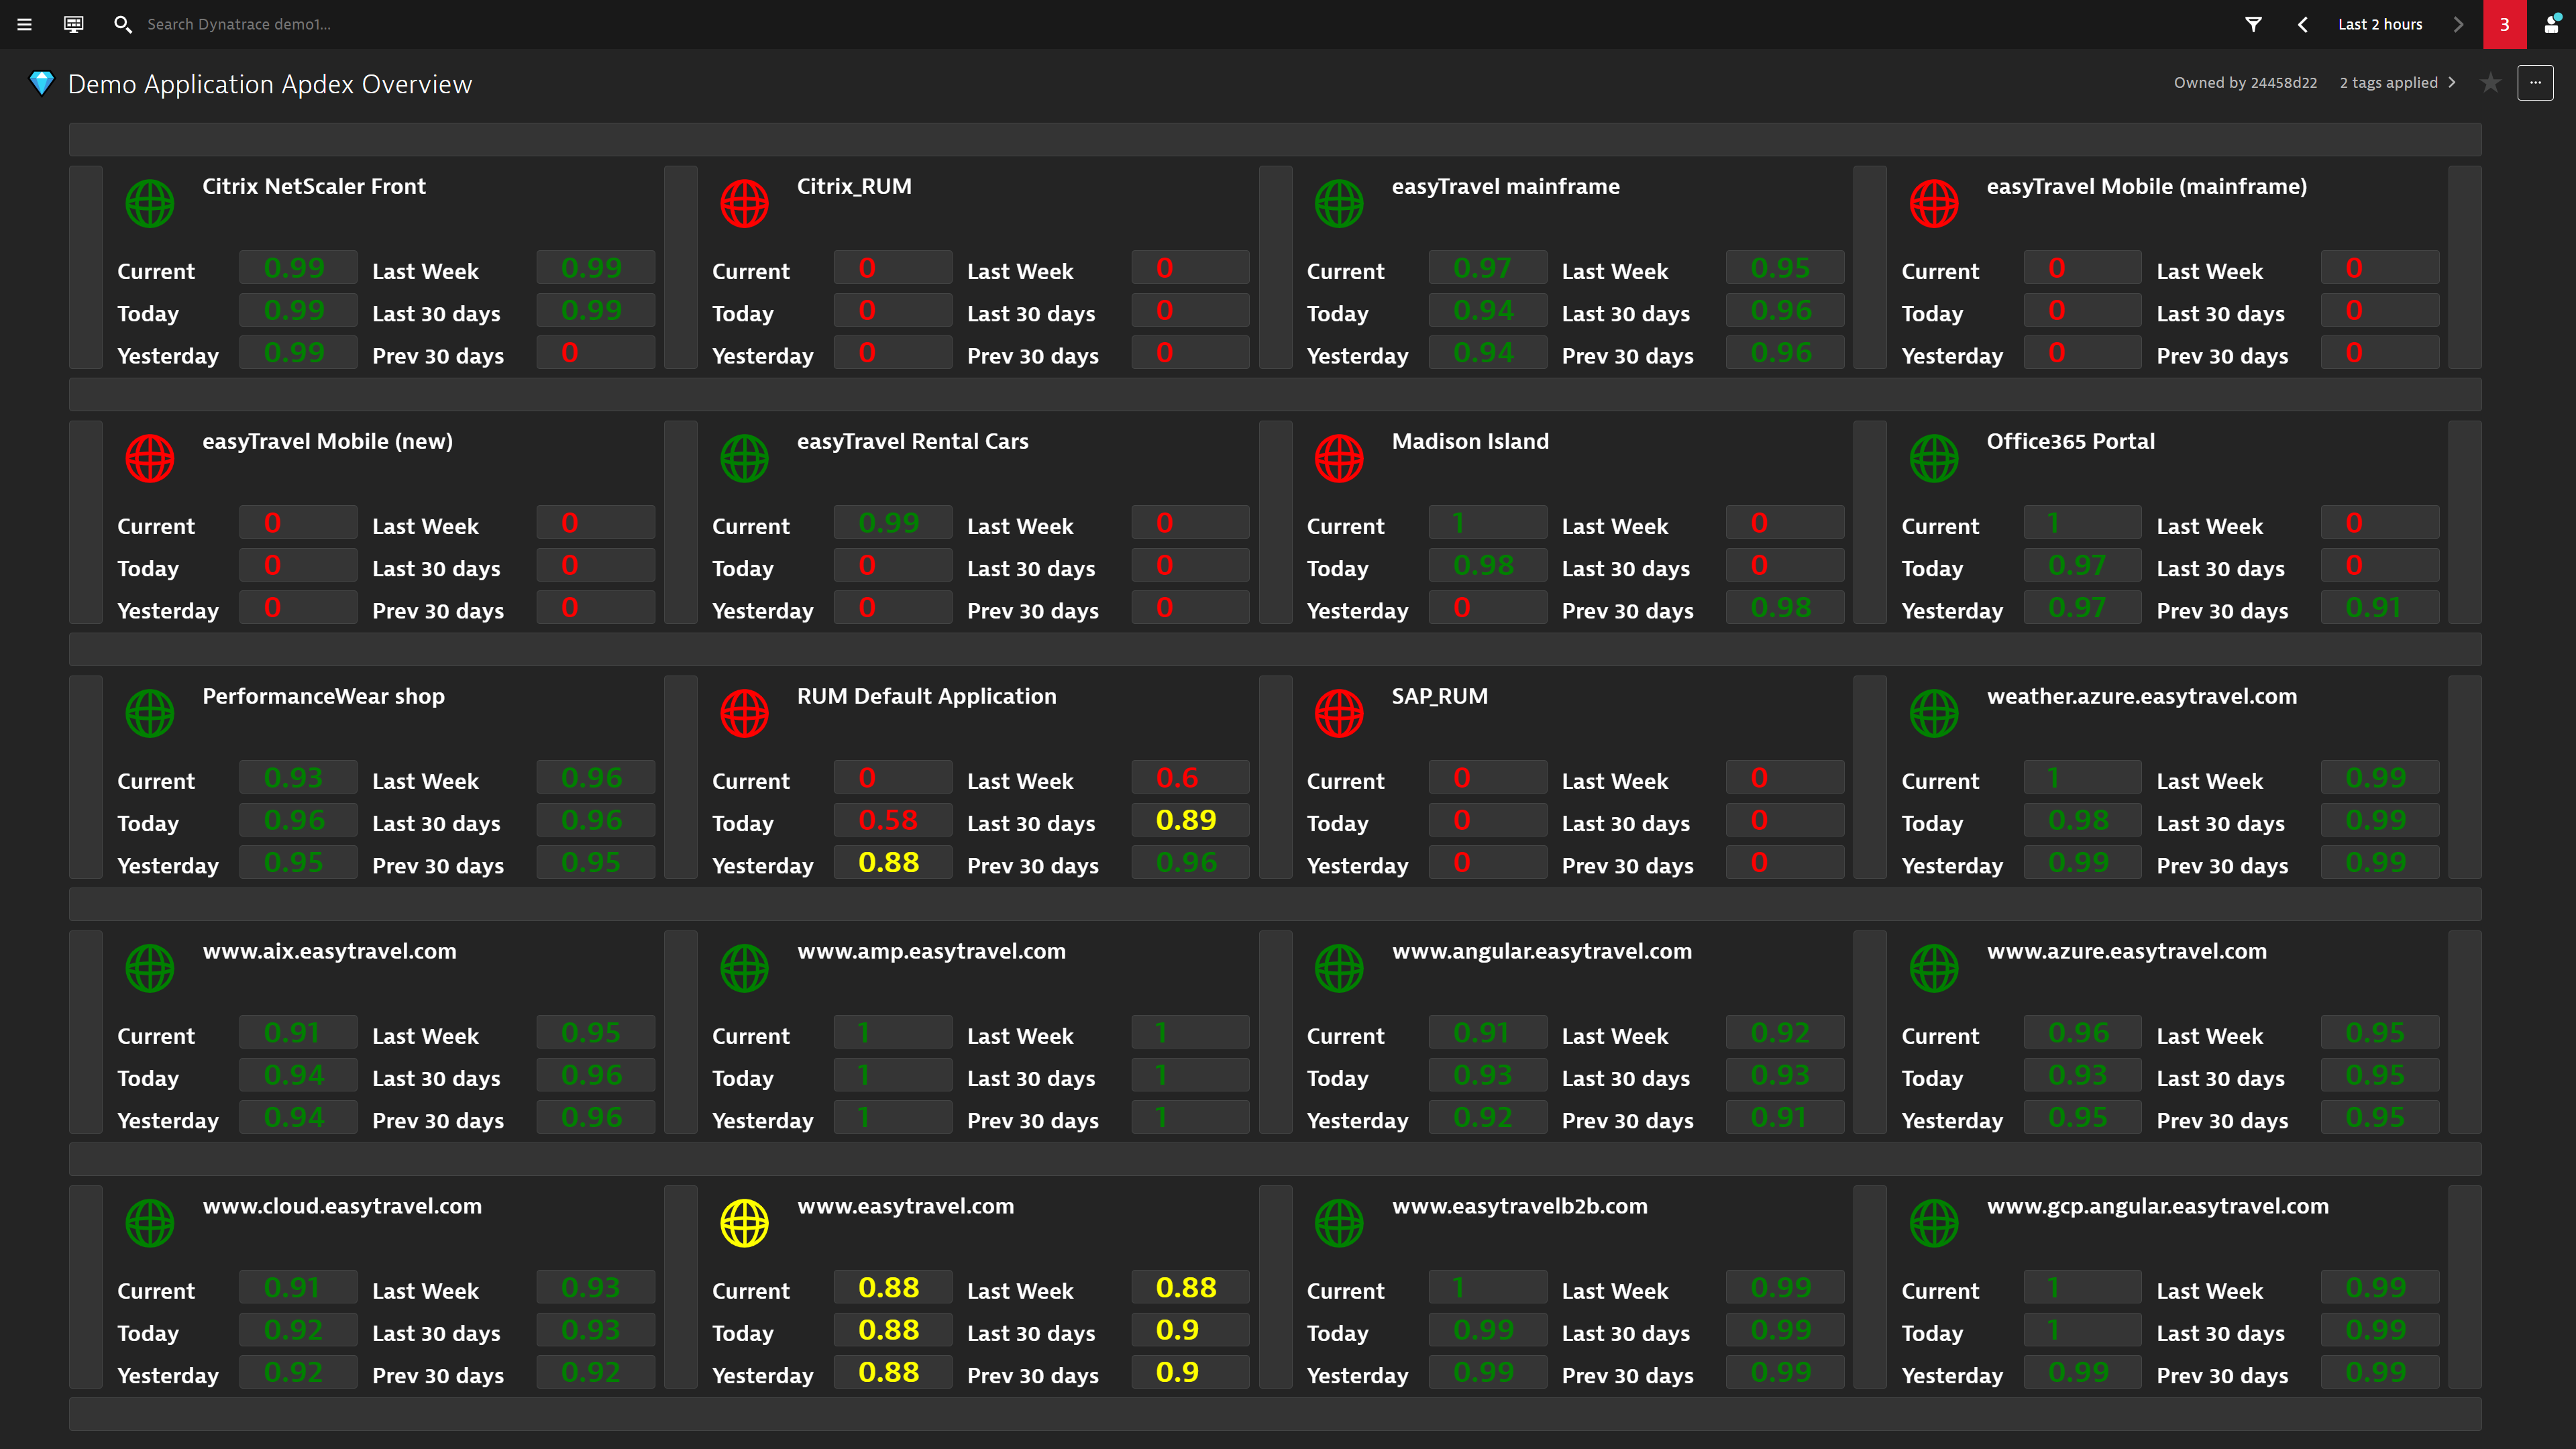 Search Dynatrace demo1...
Last 2 hours
3
Demo Application Apdex Overview
Owned by 24458d22
2 tags applied
...
Citrix NetScaler Front
Current 0.99 Last Week 0.99
Today 0.99 Last 30 days 0.99
Yesterday 0.99 Prev 30 days 0
Citrix_RUM
Current 0 Last Week 0
Today 0 Last 30 days 0
Yesterday 0 Prev 30 days 0
easyTravel mainframe
Current 0.97 Last Week 0.95
Today 0.94 Last 30 days 0.96
Yesterday 0.94 Prev 30 days 0.96
easyTravel Mobile (mainframe)
Current 0 Last Week 0
Today 0 Last 30 days 0
Yesterday 0 Prev 30 days 0
easyTravel Mobile (new)
Current 0 Last Week 0
Today 0 Last 30 days 0
Yesterday 0 Prev 30 days 0
easyTravel Rental Cars
Current 0.99 Last Week 0
Today 0 Last 30 days 0
Yesterday 0 Prev 30 days 0
Madison Island
Current 1 Last Week 0
Today 0.98 Last 30 days 0
Yesterday 0 Prev 30 days 0.98
Office365 Portal
Current 1 Last Week 0
Today 0.97 Last 30 days 0
Yesterday 0.97 Prev 30 days 0.91
PerformanceWear shop
Current 0.93 Last Week 0.96
Today 0.96 Last 30 days 0.96
Yesterday 0.95 Prev 30 days 0.95
RUM Default Application
Current 0 Last Week 0.6
Today 0.58 Last 30 days 0.89
Yesterday 0.88 Prev 30 days 0.96
SAP_RUM
Current 0 Last Week 0
Today 0 Last 30 days 0
Yesterday 0 Prev 30 days 0
weather.azure.easytravel.com
Current 1 Last Week 0.99
Today 0.98 Last 30 days 0.99
Yesterday 0.99 Prev 30 days 0.99
www.aix.easytravel.com
Current 0.91 Last Week 0.95
Today 0.94 Last 30 days 0.96
Yesterday 0.94 Prev 30 days 0.96
www.amp.easytravel.com
Current 1 Last Week 1
Today 1 Last 30 days 1
Yesterday 1 Prev 30 days 1
www.angular.easytravel.com
Current 0.91 Last Week 0.92
Today 0.93 Last 30 days 0.93
Yesterday 0.92 Prev 30 days 0.91
www.azure.easytravel.com
Current 0.96 Last Week 0.95
Today 0.93 Last 30 days 0.95
Yesterday 0.95 Prev 30 days 0.95
www.cloud.easytravel.com
Current 0.91 Last Week 0.93
Today 0.92 Last 30 days 0.93
Yesterday 0.92 Prev 30 days 0.92
www.easytravel.com
Current 0.88 Last Week 0.88
Today 0.88 Last 30 days 0.9
Yesterday 0.88 Prev 30 days 0.9
www.easytravelb2b.com
Current 1 Last Week 0.99
Today 0.99 Last 30 days 0.99
Yesterday 0.99 Prev 30 days 0.99
www.gcp.angular.easytravel.com
Current 1 Last Week 0.99
Today 1 Last 30 days 0.99
Yesterday 0.99 Prev 30 days 0.99